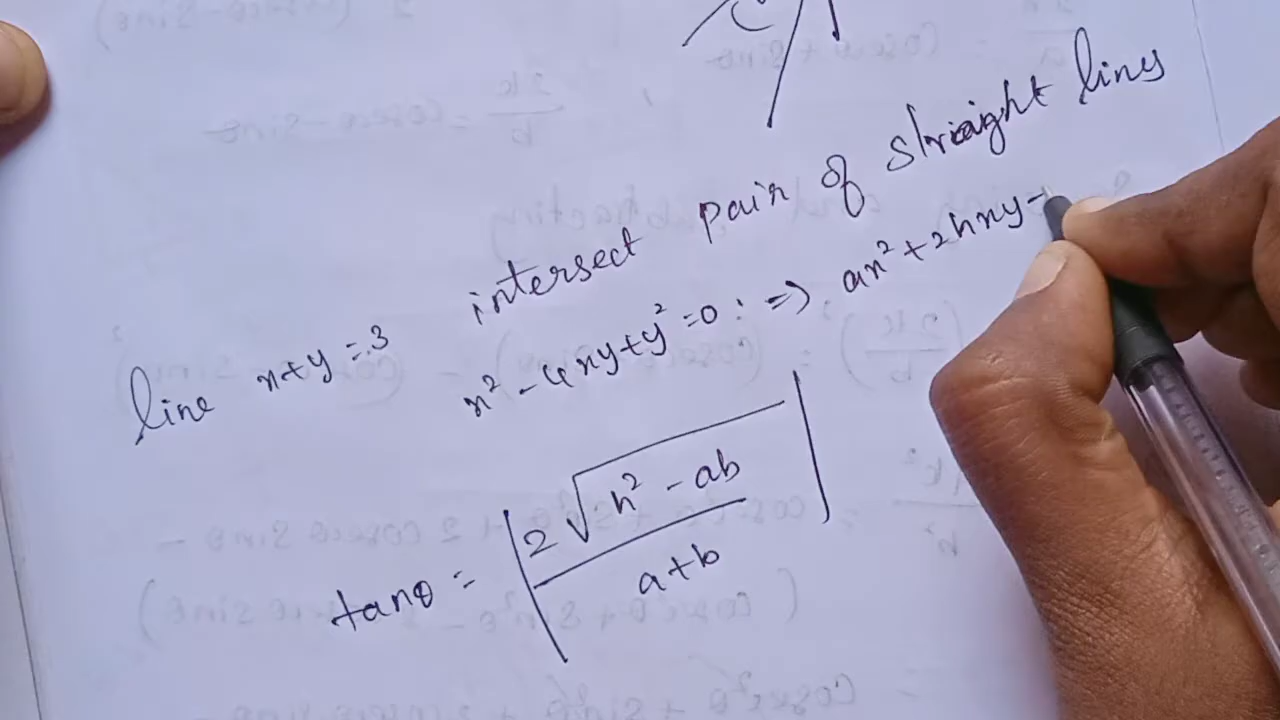 line x+y=3 intersect pair of straight lines
x²-4xy+y²=0 : ⇒ ax²+2hxy-
tanθ = |2√(h²-ab)/(a+b)|